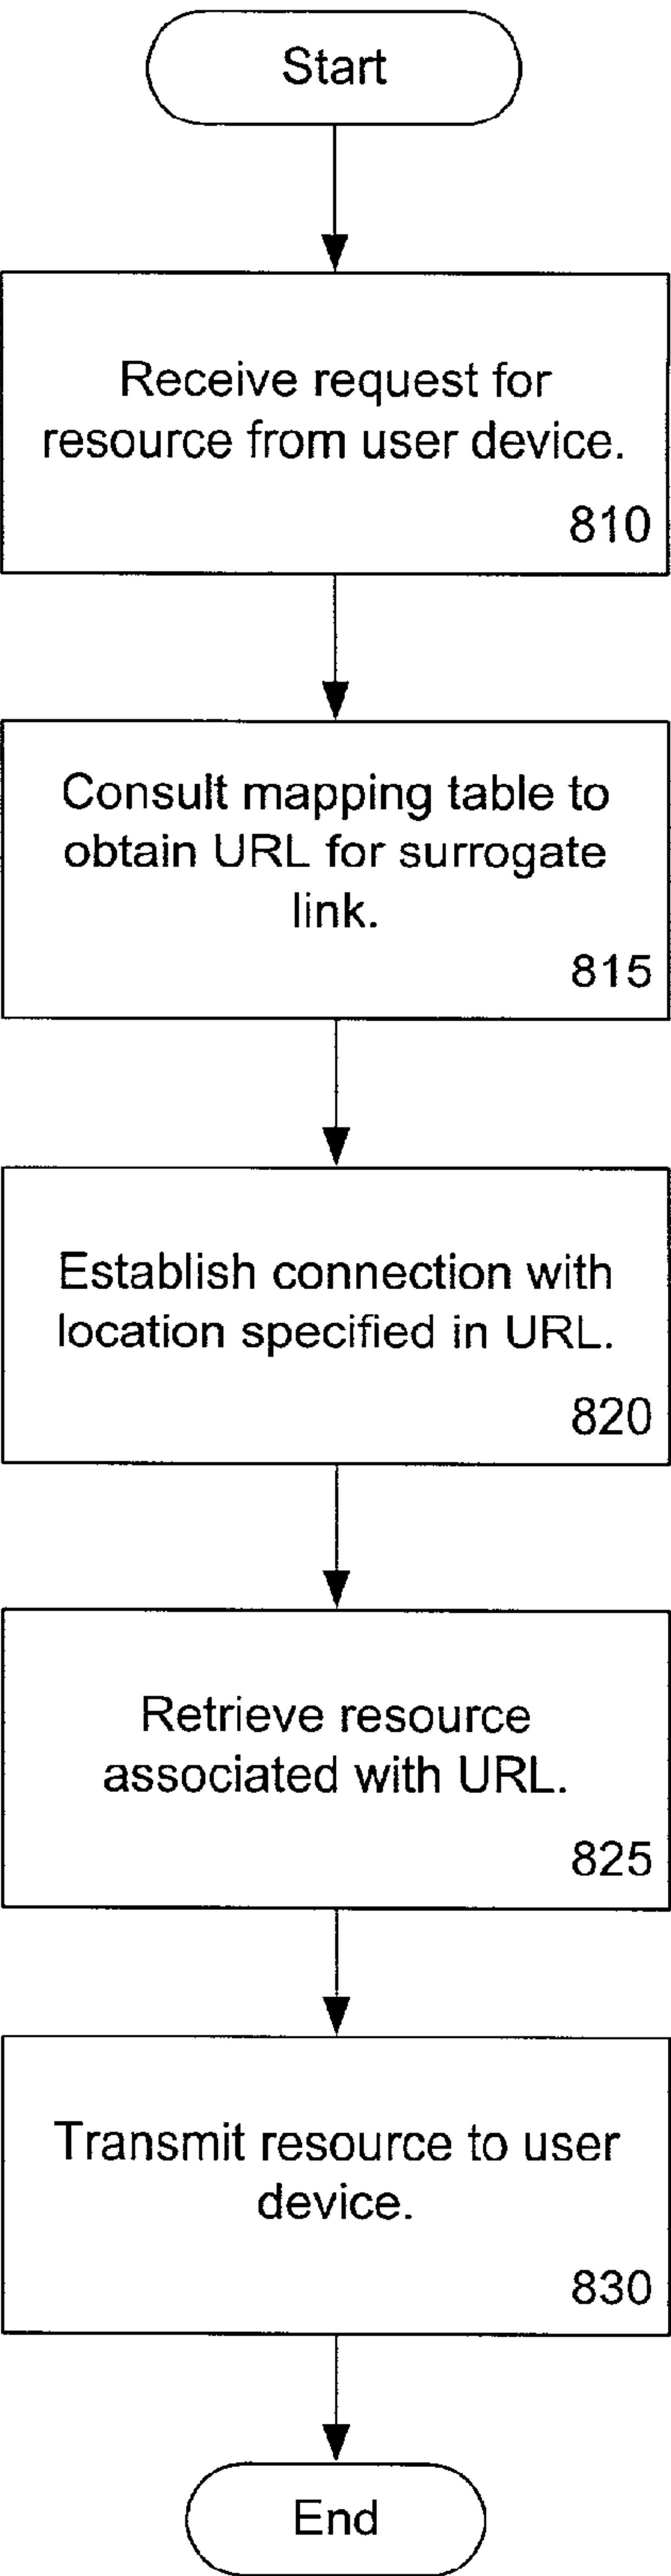 Start
Receive request for
resource from user device.
810
Consult mapping table to
obtain URL for surrogate
link.
815
Establish connection with
location specified in URL.
820
Retrieve resource
associated with URL.
825
Transmit resource to user
device.
830
End